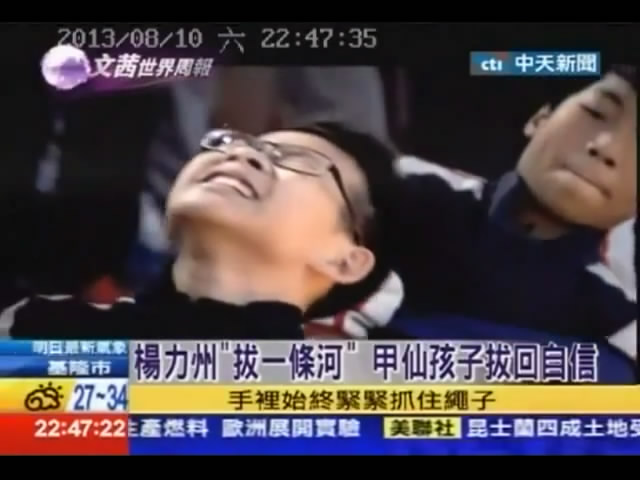 2013/08/10 六 22:47:35
文茜世界周報
cti 中天新聞
明日最新氣象
基隆市
27~34
楊力州"拔一條河" 甲仙孩子拔回自信
手裡始終緊緊抓住繩子
22:47:22
生產燃料 歐洲展開實驗 美聯社 昆士蘭四成土地受